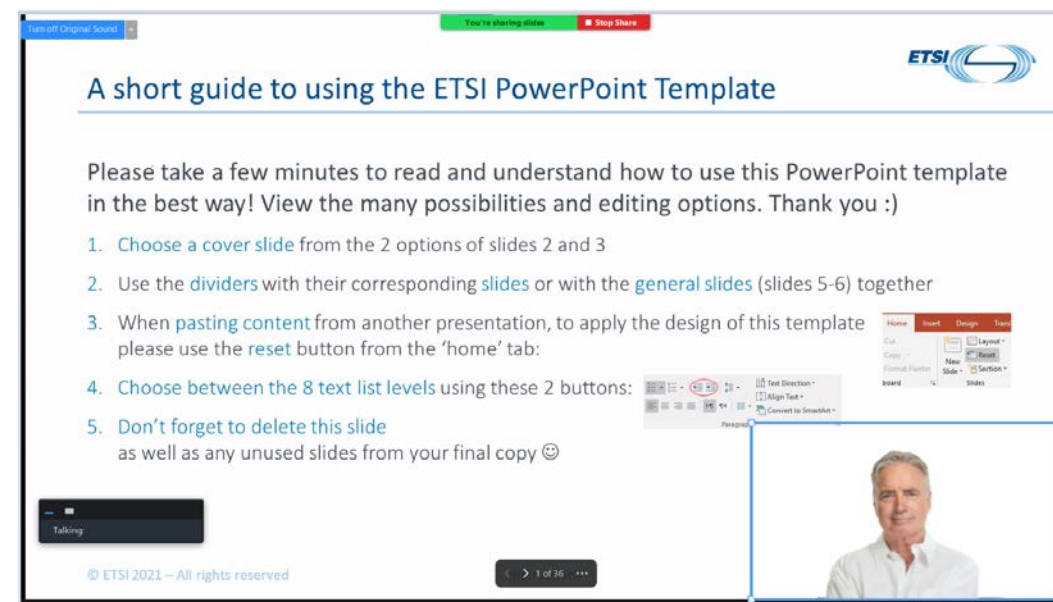 Turn off Original Sound
You're sharing slides
Stop Share
ETSI
A short guide to using the ETSI PowerPoint Template
Please take a few minutes to read and understand how to use this PowerPoint template
in the best way! View the many possibilities and editing options. Thank you :)
1. Choose a cover slide from the 2 options of slides 2 and 3
2. Use the dividers with their corresponding slides or with the general slides (slides 5-6) together
3. When pasting content from another presentation, to apply the design of this template
please use the reset button from the ‘home’ tab:
Home Insert Design Trans
Cut
Copy
Format Painter
board
New
Slide
Layout
Reset
Section
Slides
4. Choose between the 8 text list levels using these 2 buttons:
Text Direction
Align Text
Convert to SmartArt
Paragrap
5. Don’t forget to delete this slide
as well as any unused slides from your final copy ☺
Talking:
© ETSI 2021 – All rights reserved
1 of 36